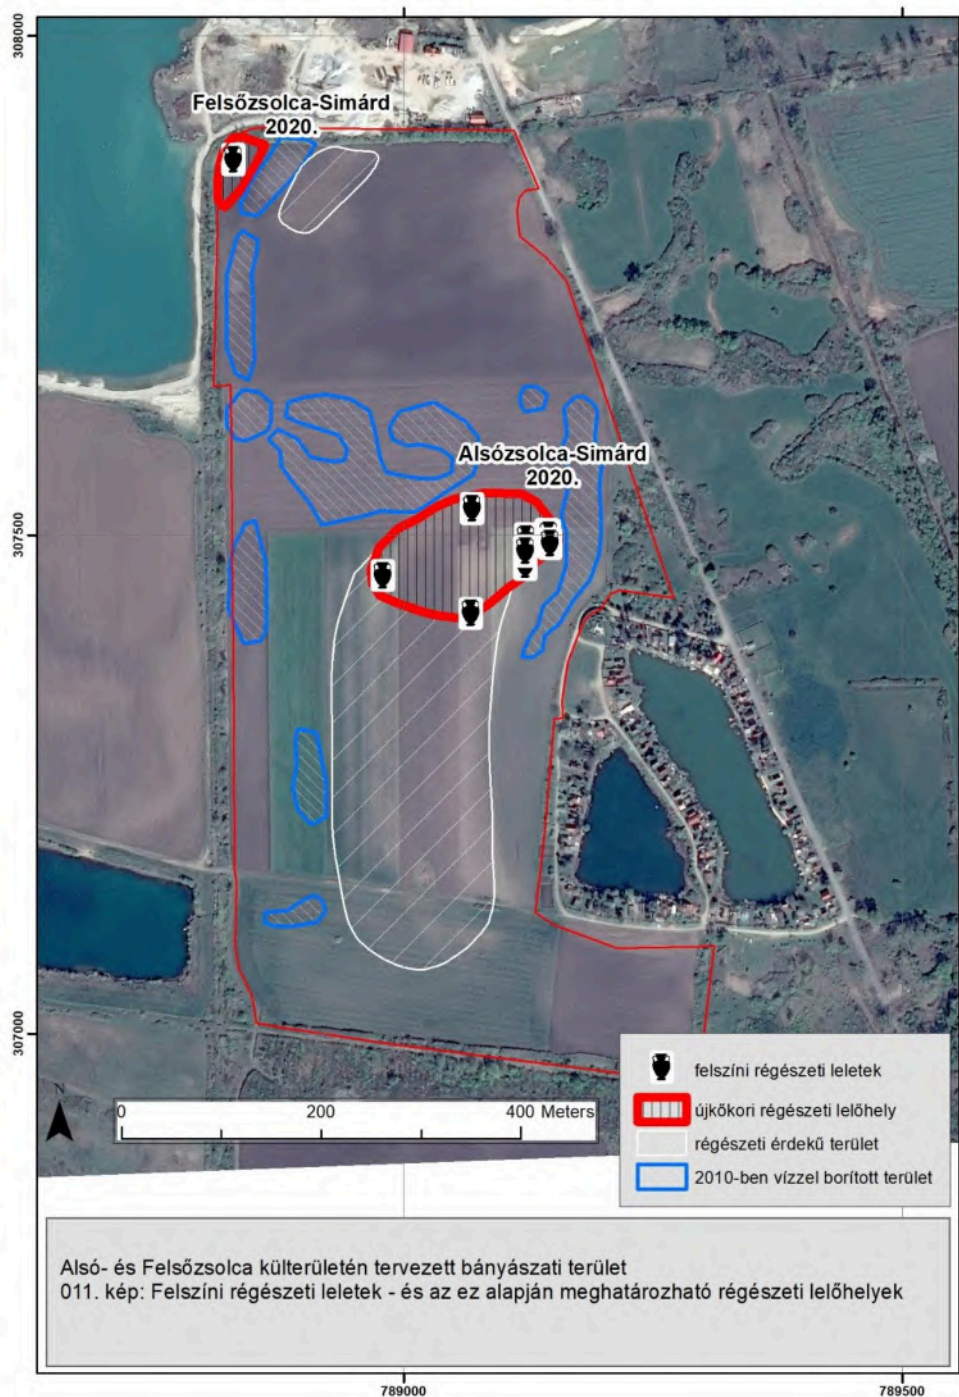 308000
Felsőzsolca-Simárd
2020.
Alsózsolca-Simárd
2020.
307500
307000
felszíni régészeti leletek
újkőkori régészeti lelőhely
régészeti érdekű terület
2010-ben vízzel borított terület
N
0 200 400 Meters
Alsó- és Felsőzsolca külterületén tervezett bányászati terület
011. kép: Felszíni régészeti leletek - és az ez alapján meghatározható régészeti lelőhelyek
789000 789500